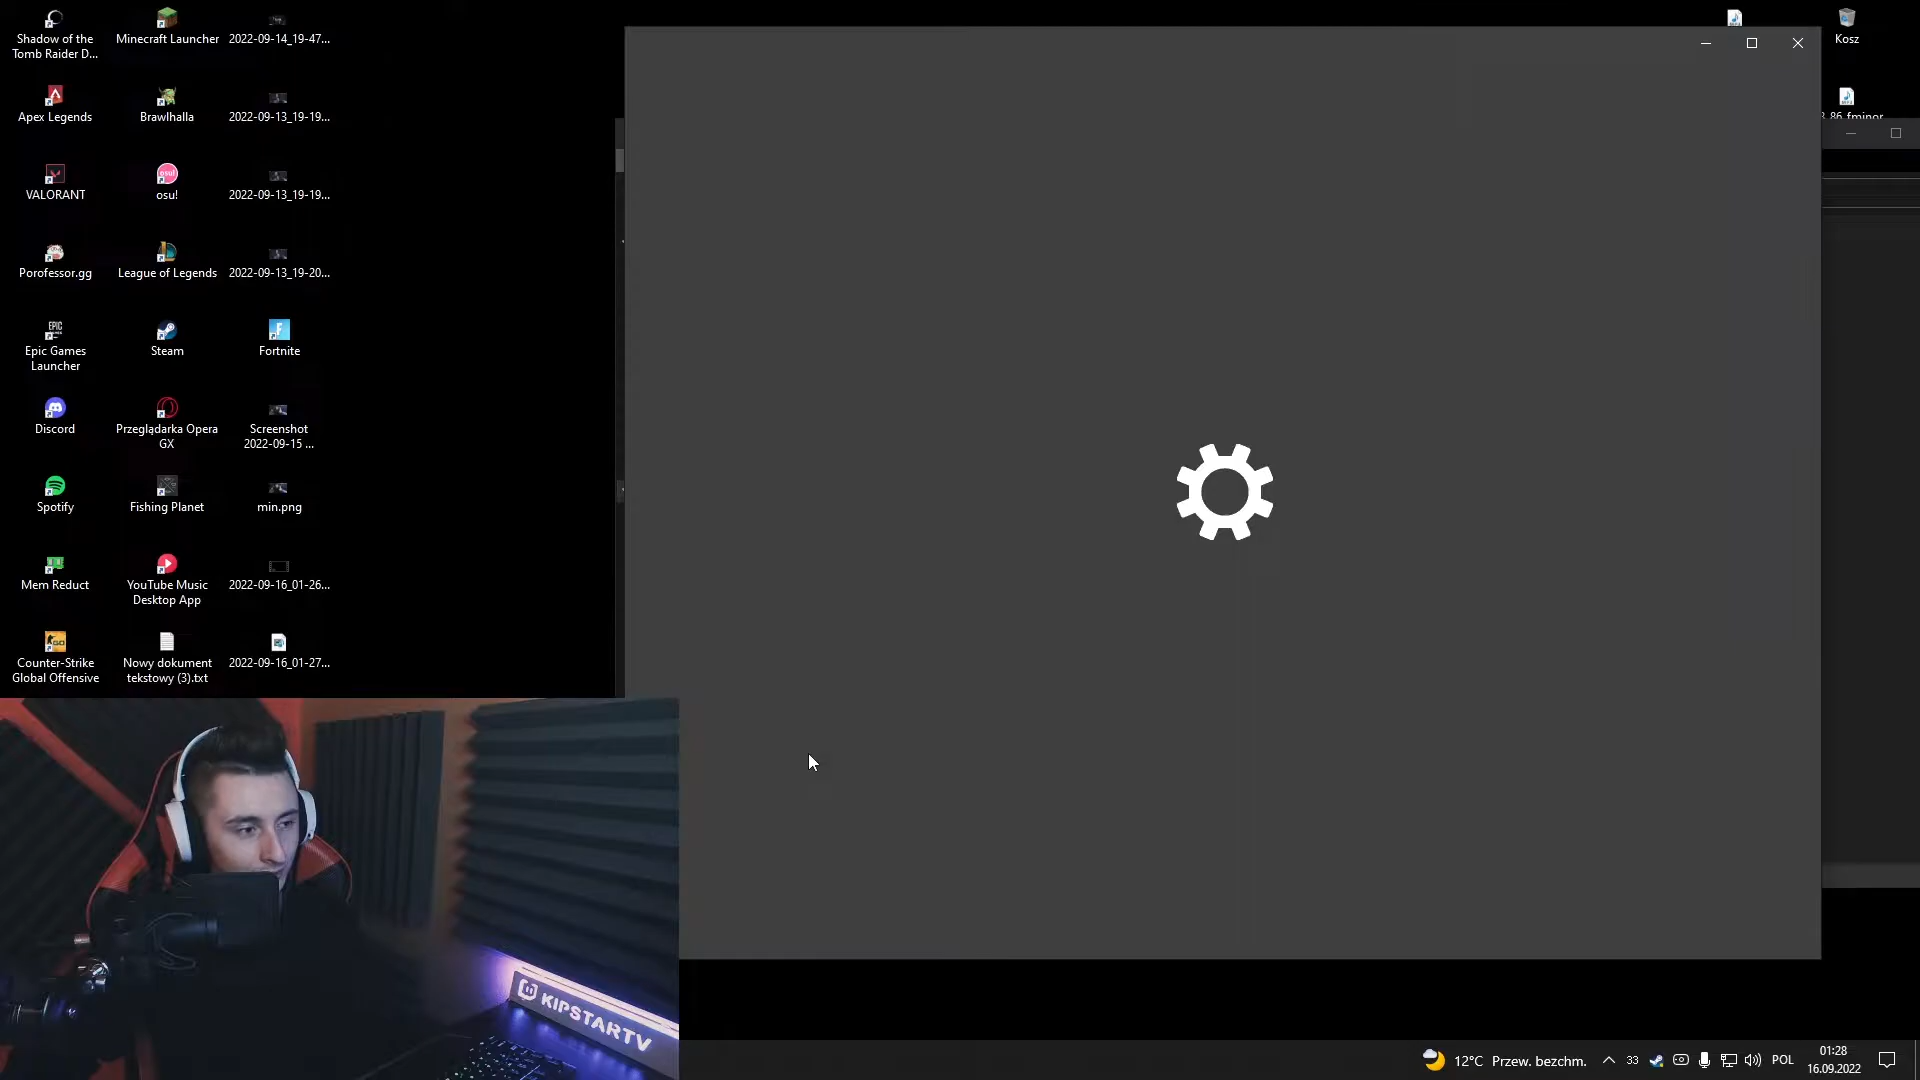 Shadow of the
Tomb Raider D...
Minecraft Launcher
2022-09-14_19-47...
Kosz
Apex Legends
Brawlhalla
2022-09-13_19-19...
VALORANT
osu!
2022-09-13_19-19...
Porofessor.gg
League of Legends
2022-09-13_19-20...
EPIC
Epic Games
Launcher
Steam
Fortnite
Discord
Przeglądarka Opera
GX
Screenshot
2022-09-15 ...
Spotify
Fishing Planet
min.png
Mem Reduct
YouTube Music
Desktop App
2022-09-16_01-26...
Counter-Strike
Global Offensive
Nowy dokument
tekstowy (3).txt
2022-09-16_01-27...
KIPSTARTV
12°C Przew. bezchm.
33
POL
01:28
16.09.2022